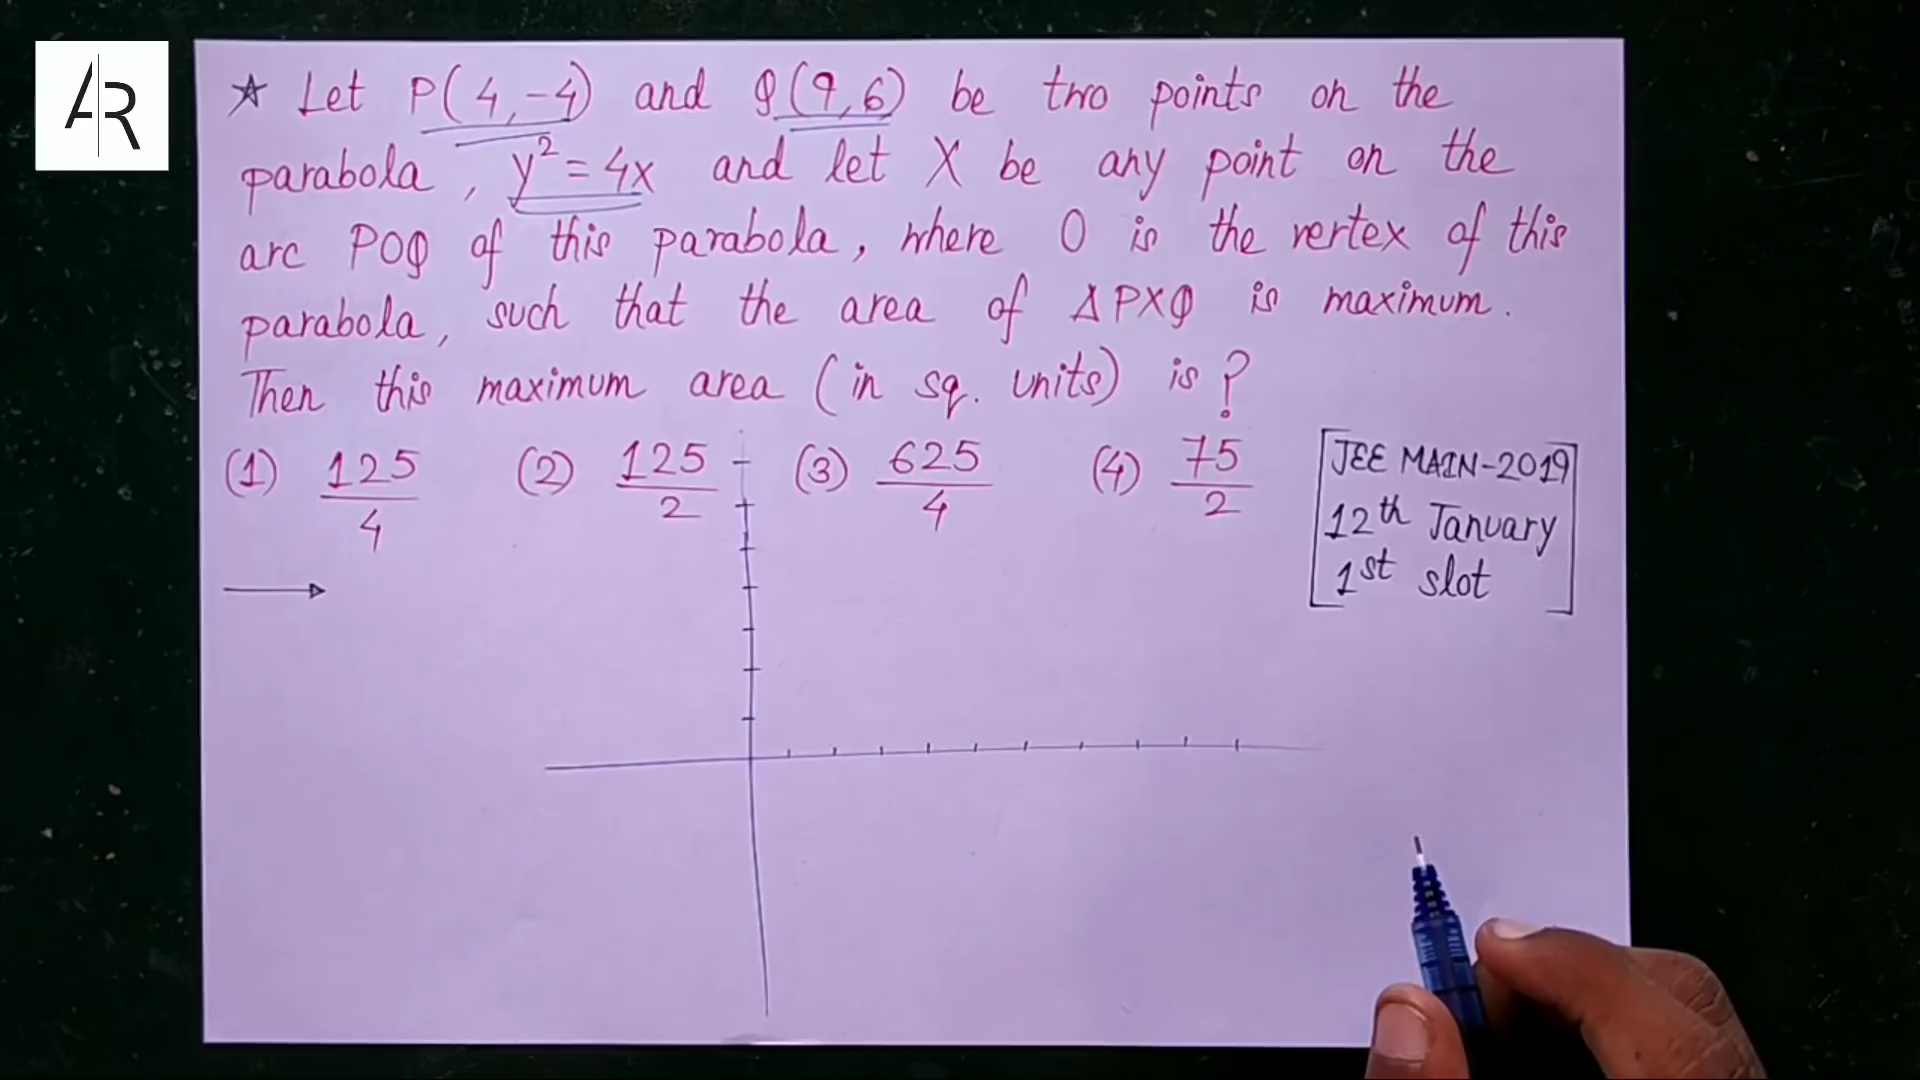 AR
☆ Let P(4,-4) and Q(9,6) be two points on the
parabola, y² = 4x and let X be any point on the
arc POQ of this parabola, where O is the vertex of this
parabola, such that the area of ΔPXQ is maximum.
Then this maximum area (in sq. units) is?
(1) 125/4 (2) 125/2 (3) 625/4 (4) 75/2
[JEE MAIN-2019
12th January
1st slot]